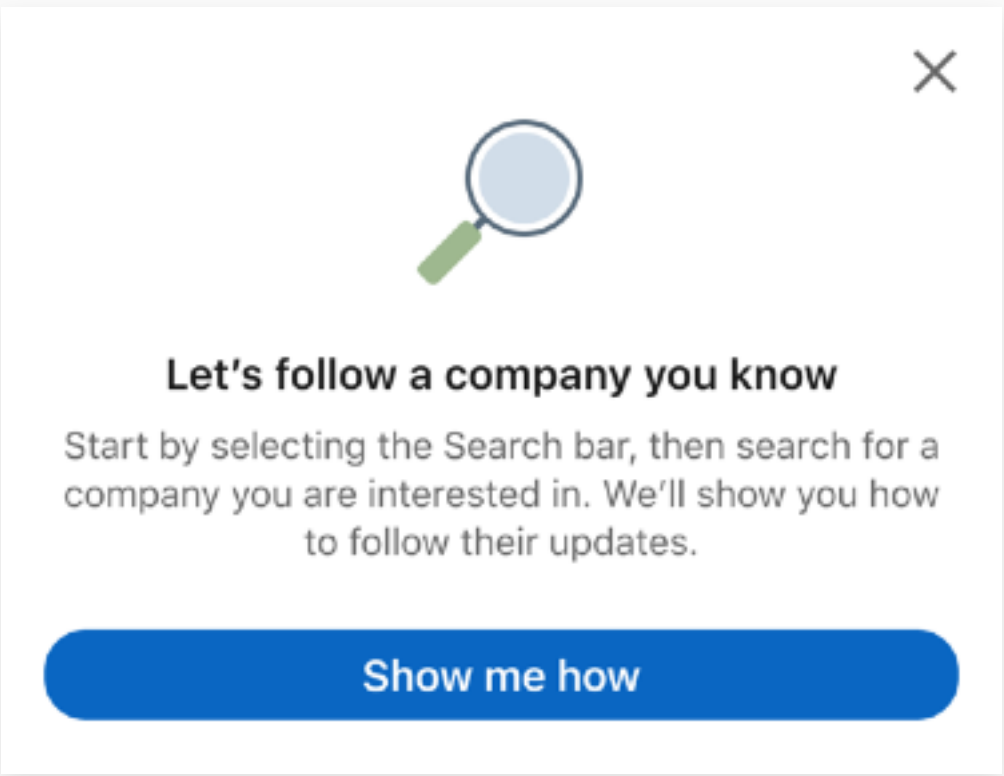 Let’s follow a company you know
Start by selecting the Search bar, then search for a
company you are interested in. We’ll show you how
to follow their updates.
Show me how